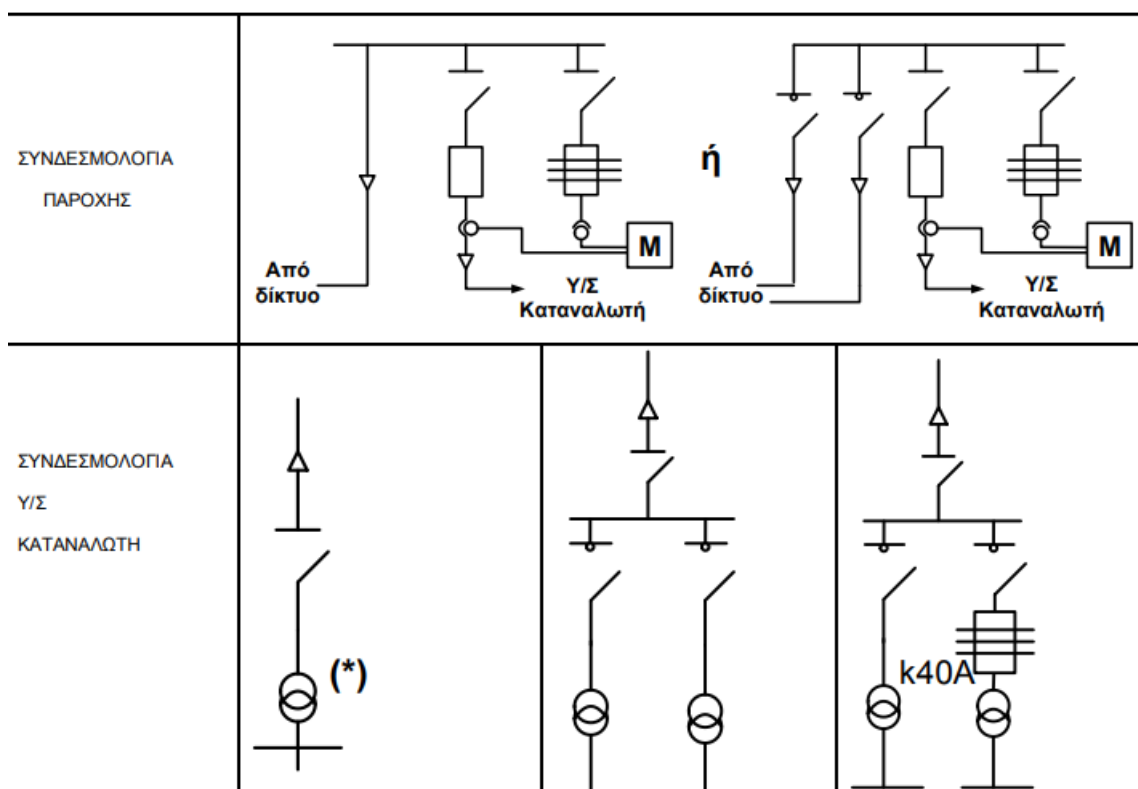 ΣΥΝΔΕΣΜΟΛΟΓΙΑ
ΠΑΡΟΧΗΣ
Από
δίκτυο
Υ/Σ
Καταναλωτή
M
ή
Από
δίκτυο
Υ/Σ
Καταναλωτή
M
ΣΥΝΔΕΣΜΟΛΟΓΙΑ
Υ/Σ
ΚΑΤΑΝΑΛΩΤΗ
(*)
k40A